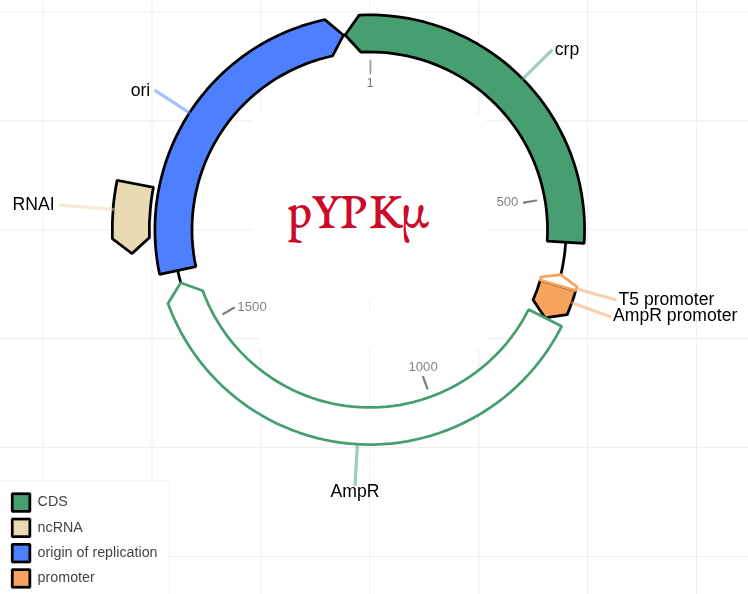 crp
ori
1
RNAI
500
pYPKμ
T5 promoter
AmpR promoter
1500
1000
AmpR
CDS
ncRNA
origin of replication
promoter